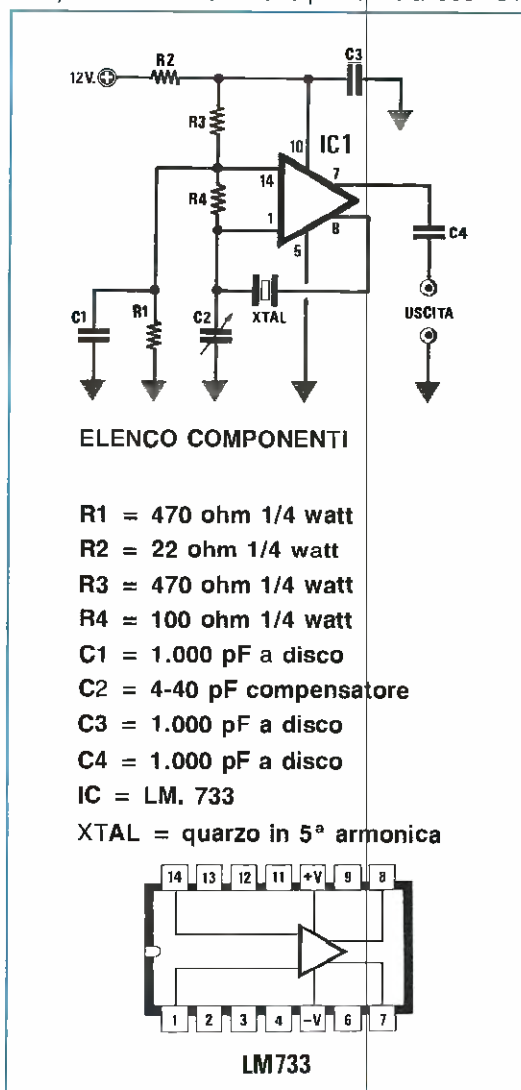 R2
C3
12V.
R3
IC1
10
7
14
R4
1
8
5
C4
C1
R1
C2
XTAL
USCITA
ELENCO COMPONENTI
R1 = 470 ohm 1/4 watt
R2 = 22 ohm 1/4 watt
R3 = 470 ohm 1/4 watt
R4 = 100 ohm 1/4 watt
C1 = 1.000 pF a disco
C2 = 4-40 pF compensatore
C3 = 1.000 pF a disco
C4 = 1.000 pF a disco
IC = LM. 733
XTAL = quarzo in 5ª armonica
14 13 12 11 +V 9 8
1 2 3 4 -V 6 7
LM733